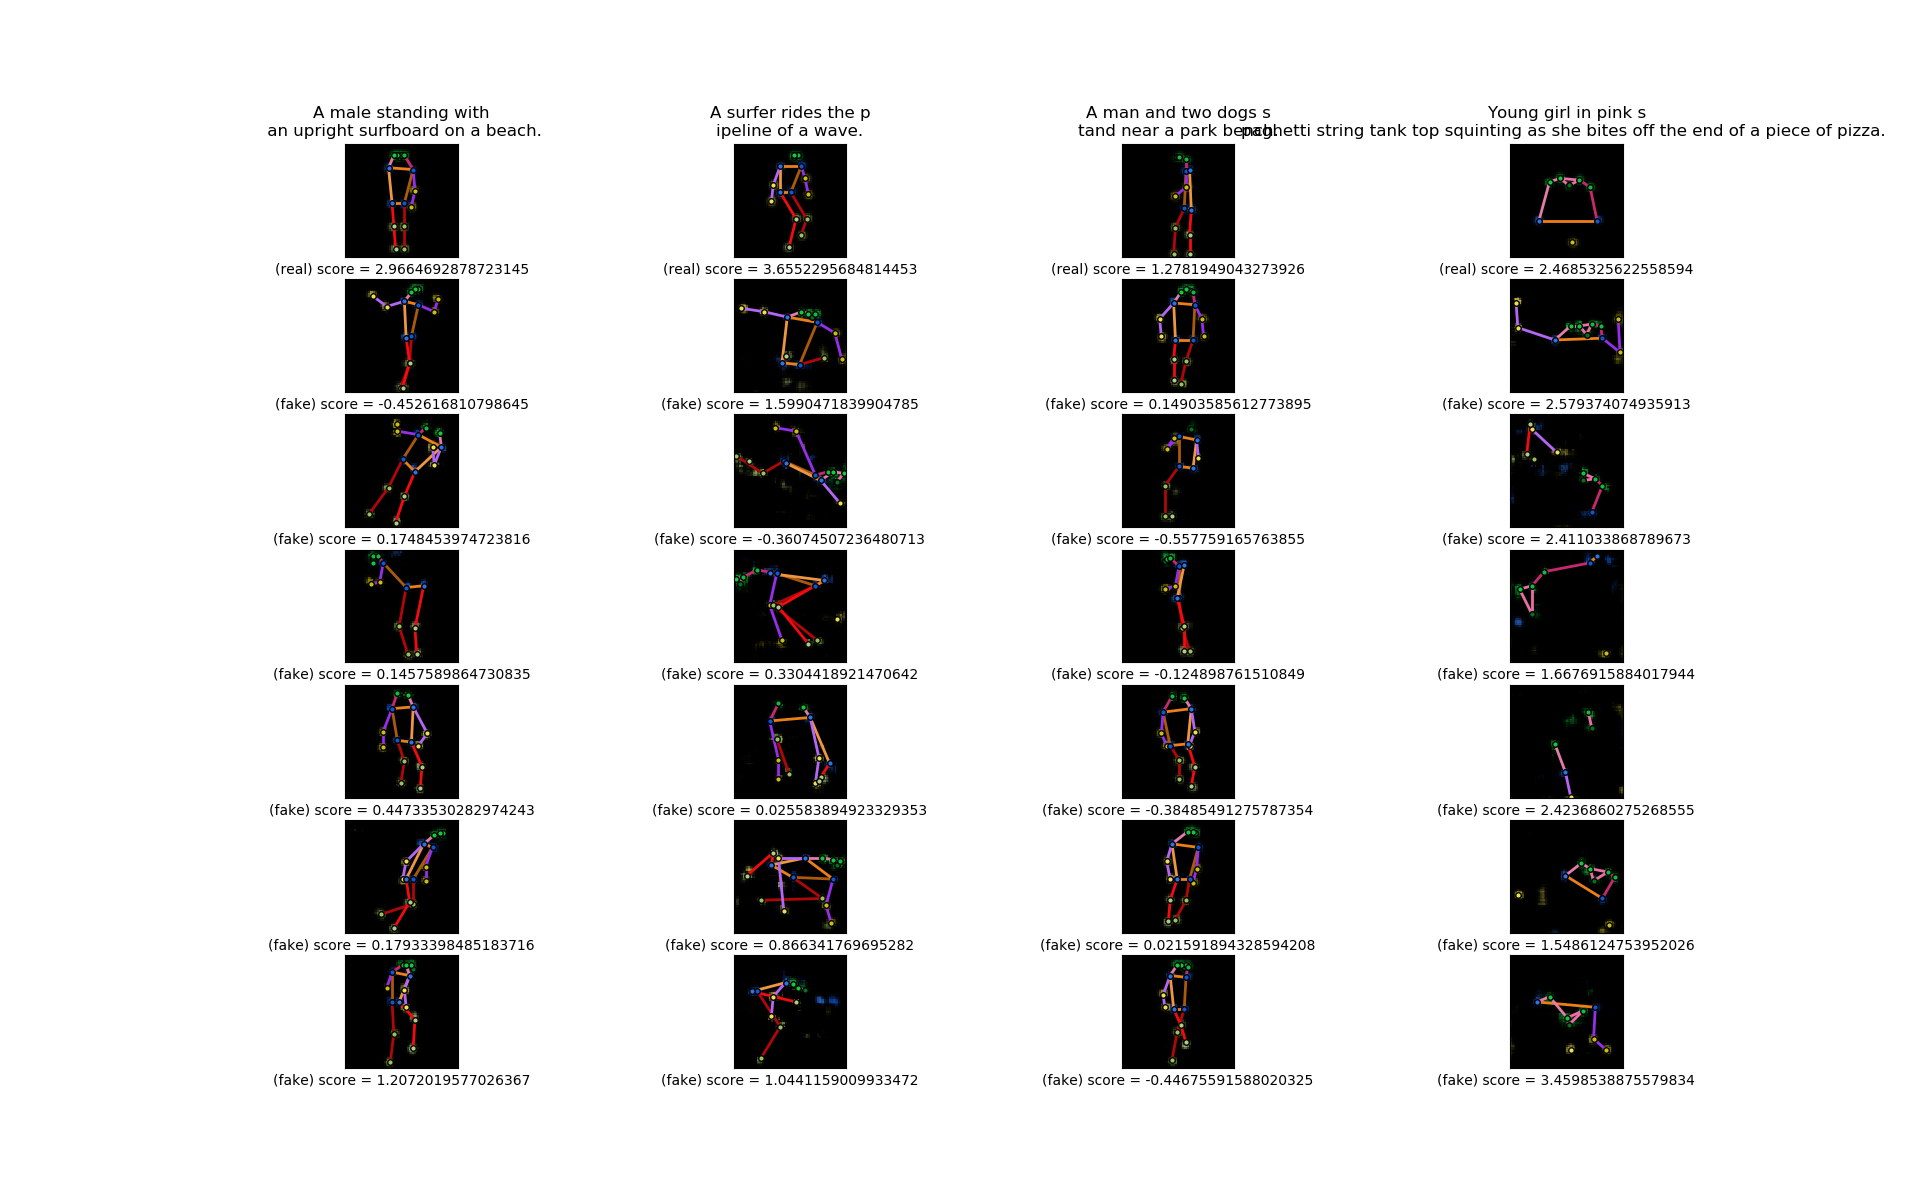 A male standing with
an upright surfboard on a beach.
A surfer rides the p
ipeline of a wave.
A man and two dogs s
tand near a park bench.
Young girl in pink s
paghetti string tank top squinting as she bites off the end of a piece of pizza.
(real) score = 2.9664692878723145
(real) score = 3.6552295684814453
(real) score = 1.2781949043273926
(real) score = 2.4685325622558594
(fake) score = -0.452616810798645
(fake) score = 1.5990471839904785
(fake) score = 0.14903585612773895
(fake) score = 2.579374074935913
(fake) score = 0.1748453974723816
(fake) score = -0.36074507236480713
(fake) score = -0.557759165763855
(fake) score = 2.411033868789673
(fake) score = 0.1457589864730835
(fake) score = 0.3304418921470642
(fake) score = -0.124898761510849
(fake) score = 1.6676915884017944
(fake) score = 0.44733530282974243
(fake) score = 0.025583894923329353
(fake) score = -0.38485491275787354
(fake) score = 2.4236860275268555
(fake) score = 0.17933398485183716
(fake) score = 0.866341769695282
(fake) score = 0.021591894328594208
(fake) score = 1.5486124753952026
(fake) score = 1.2072019577026367
(fake) score = 1.0441159009933472
(fake) score = -0.44675591588020325
(fake) score = 3.4598538875579834